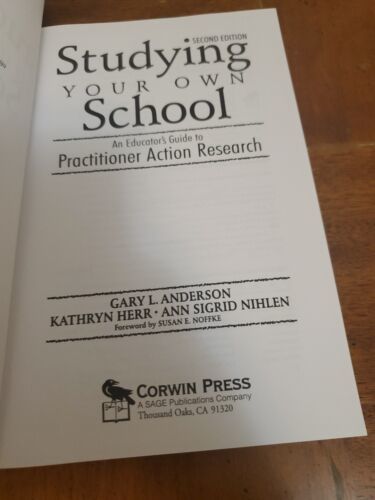 SECOND EDITION
Studying
YOUR OWN
School
An Educator's Guide to
Practitioner Action Research
GARY L. ANDERSON
KATHRYN HERR • ANN SIGRID NIHLEN
Foreword by SUSAN E. NOFFKE
CORWIN PRESS
A SAGE Publications Company
Thousand Oaks, CA 91320